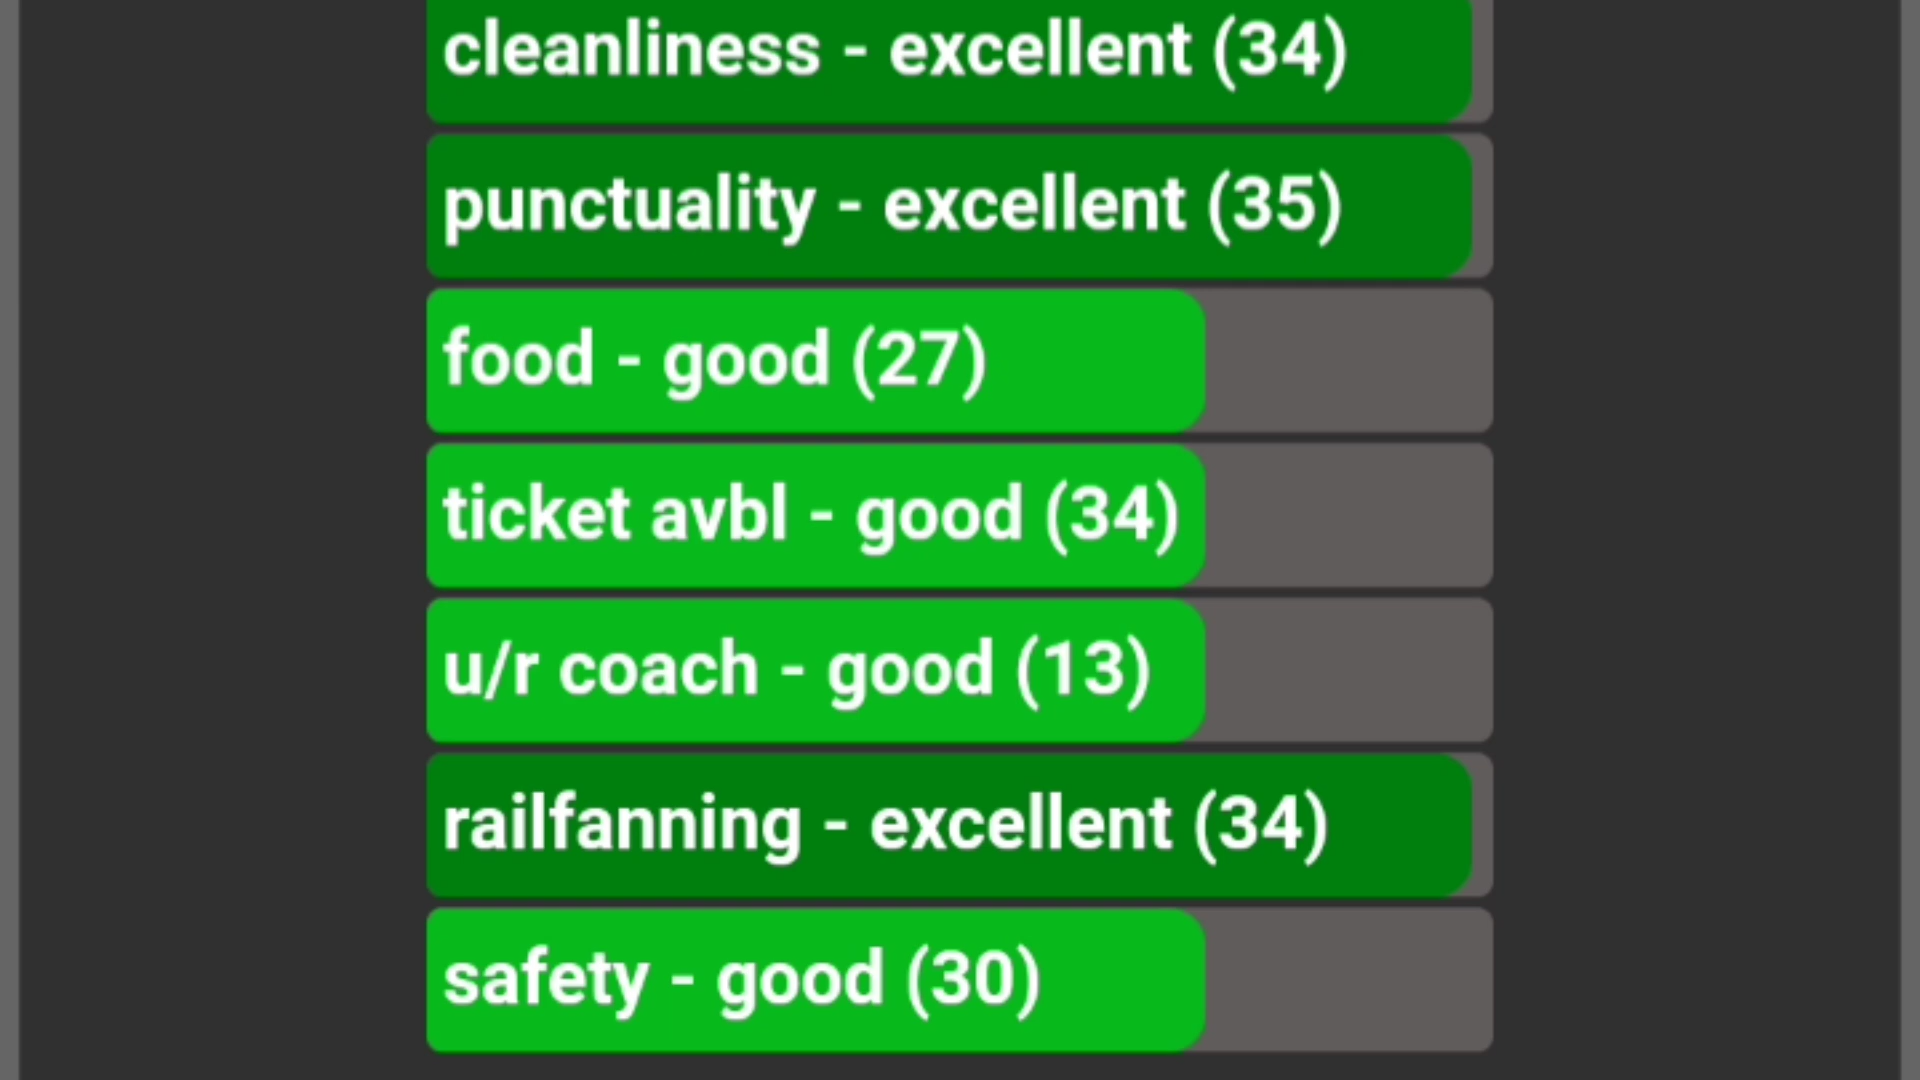 cleanliness - excellent (34)
punctuality - excellent (35)
food - good (27)
ticket avbl - good (34)
u/r coach - good (13)
railfanning - excellent (34)
safety - good (30)